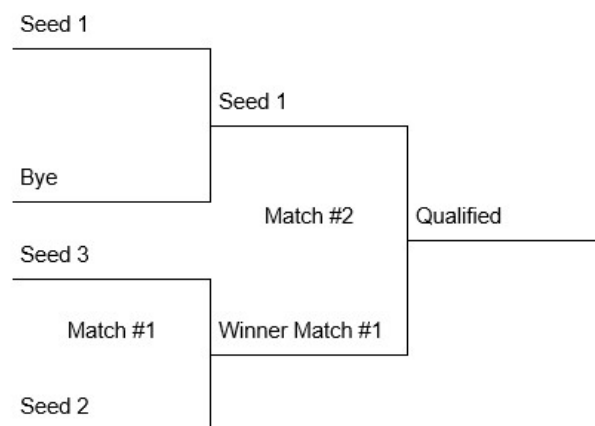 Seed 1
Seed 1
Bye
Match #2
Qualified
Seed 3
Match #1
Winner Match #1
Seed 2